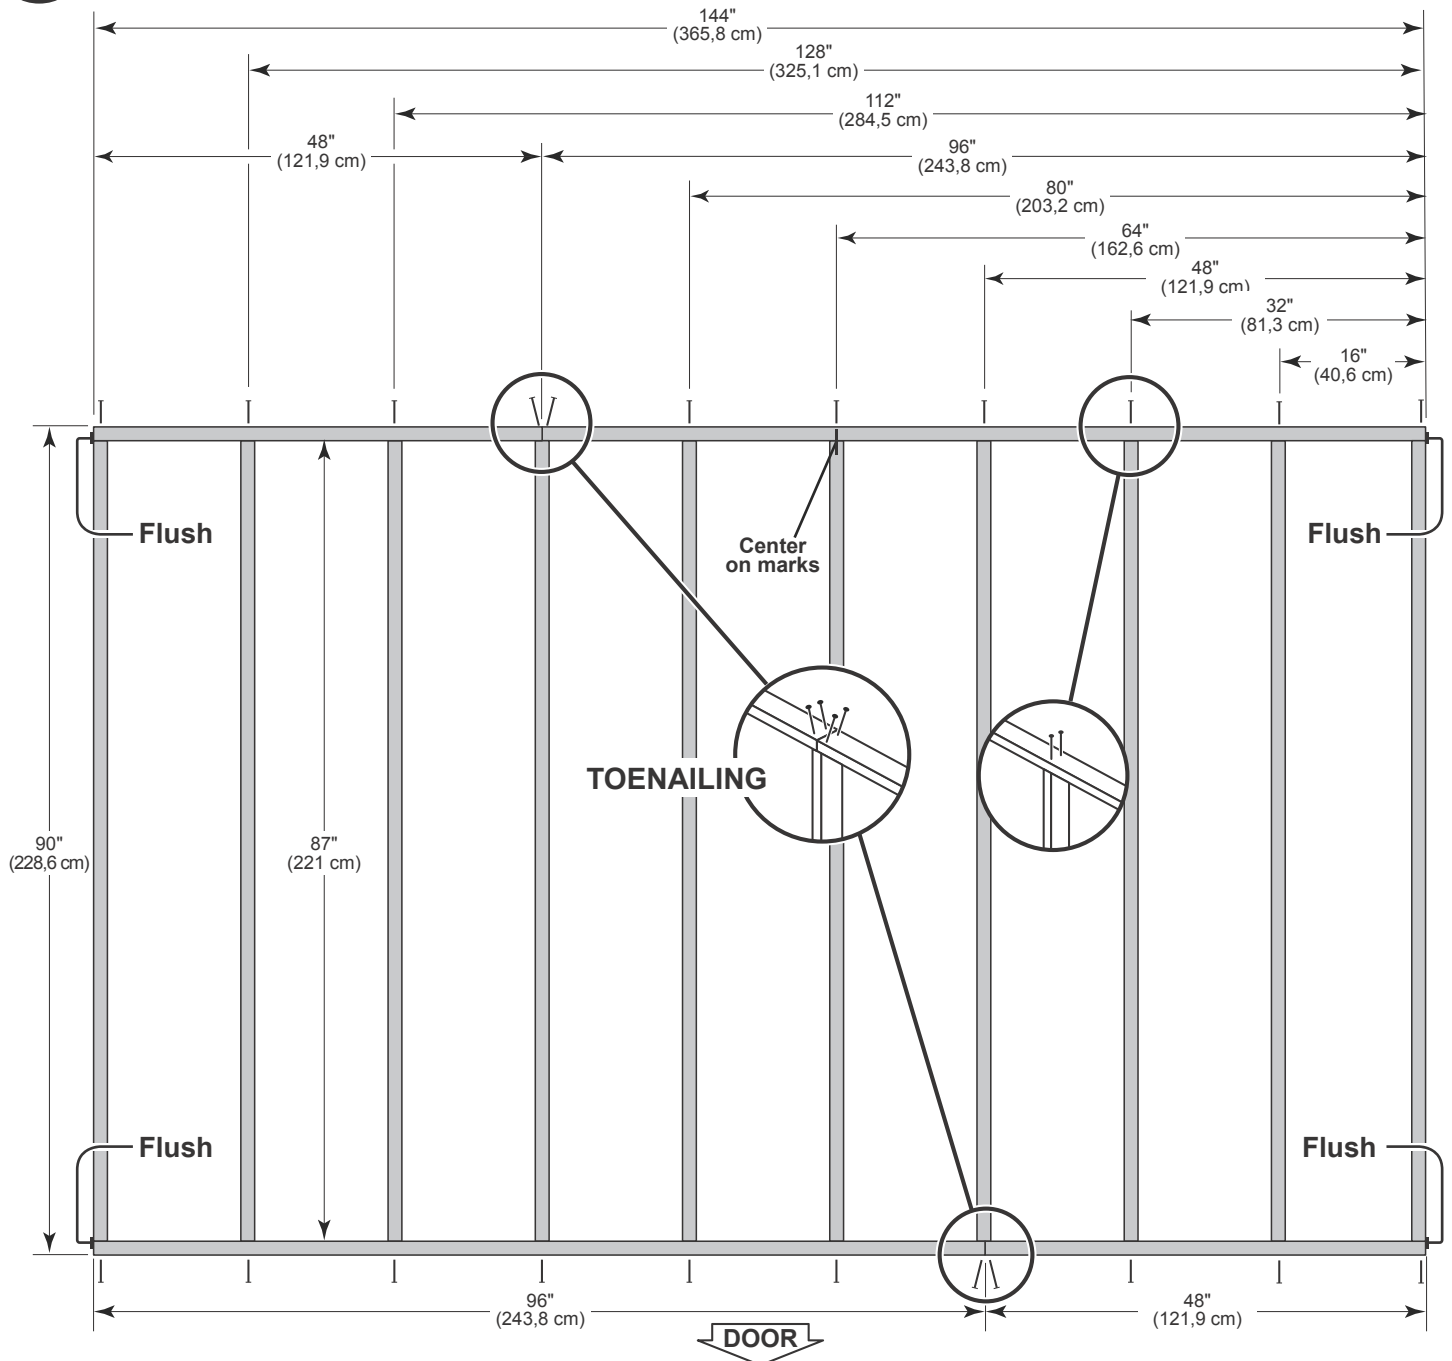 144"
(365,8 cm)
128"
(325,1 cm)
112"
(284,5 cm)
48"
(121,9 cm)
96"
(243,8 cm)
80"
(203,2 cm)
64"
(162,6 cm)
48"
(121,9 cm)
32"
(81,3 cm)
16"
(40,6 cm)
Flush
Center
on marks
Flush
TOENAILING
90"
(228,6 cm)
87"
(221 cm)
Flush
Flush
96"
(243,8 cm)
48"
(121,9 cm)
DOOR